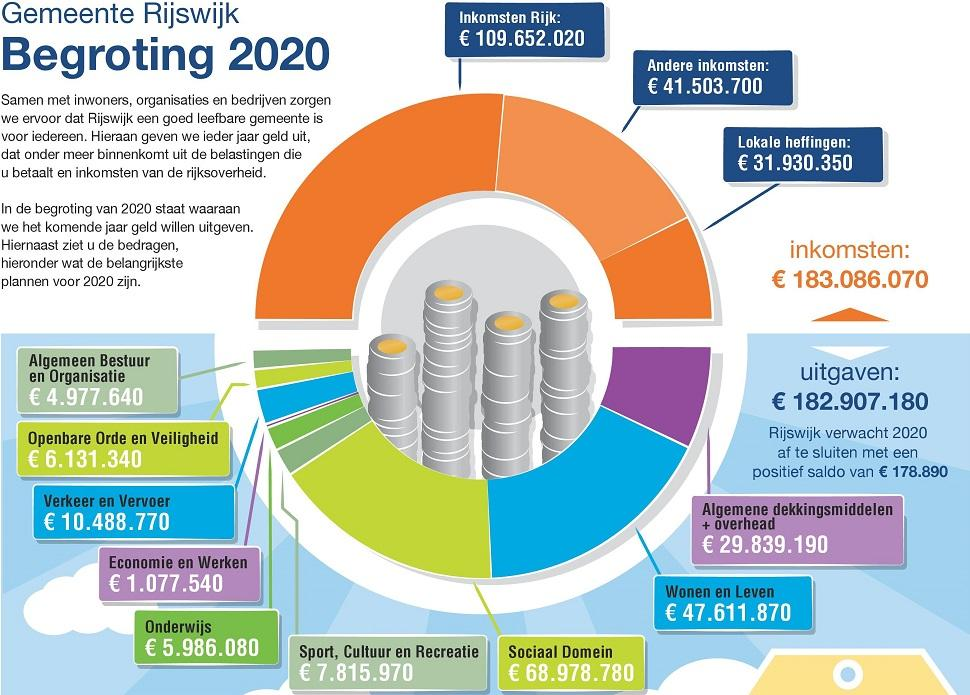 Gemeente Rijswijk
Begroting 2020
Samen met inwoners, organisaties en bedrijven zorgen
we ervoor dat Rijswijk een goed leefbare gemeente is
voor iedereen. Hieraan geven we ieder jaar geld uit,
dat onder meer binnenkomt uit de belastingen die
u betaalt en inkomsten van de rijksoverheid.
In de begroting van 2020 staat waaraan
we het komende jaar geld willen uitgeven.
Hiernaast ziet u de bedragen,
hieronder wat de belangrijkste
plannen voor 2020 zijn.
Inkomsten Rijk:
€ 109.652.020
Andere inkomsten:
€ 41.503.700
Lokale heffingen:
€ 31.930.350
inkomsten:
€ 183.086.070
uitgaven:
€ 182.907.180
Rijswijk verwacht 2020
af te sluiten met een
positief saldo van € 178.890
Algemeen Bestuur
en Organisatie
€ 4.977.640
Openbare Orde en Veiligheid
€ 6.131.340
Verkeer en Vervoer
€ 10.488.770
Economie en Werken
€ 1.077.540
Onderwijs
€ 5.986.080
Sport, Cultuur en Recreatie
€ 7.815.970
Sociaal Domein
€ 68.978.780
Wonen en Leven
€ 47.611.870
Algemene dekkingsmiddelen
+ overhead
€ 29.839.190